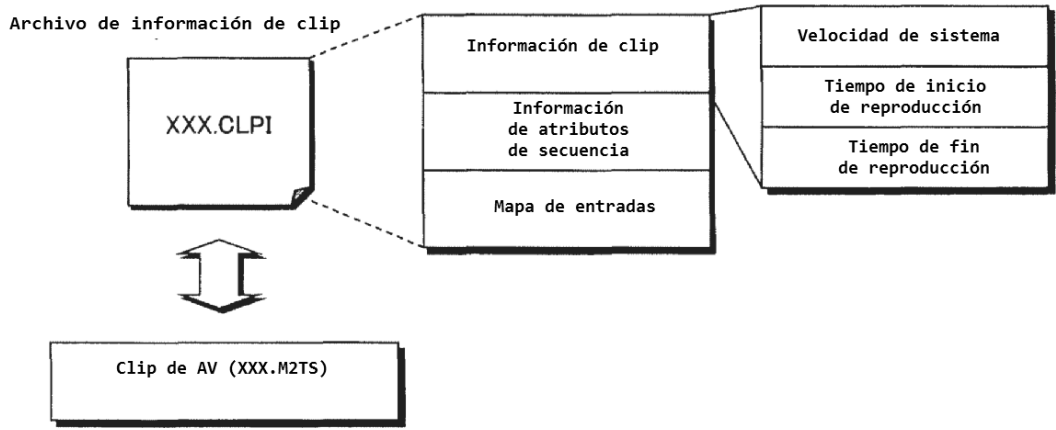 Archivo de información de clip
XXX.CLPI
Información de clip
Información
de atributos
de secuencia
Mapa de entradas
Velocidad de sistema
Tiempo de inicio
de reproducción
Tiempo de fin
de reproducción
Clip de AV (XXX.M2TS)